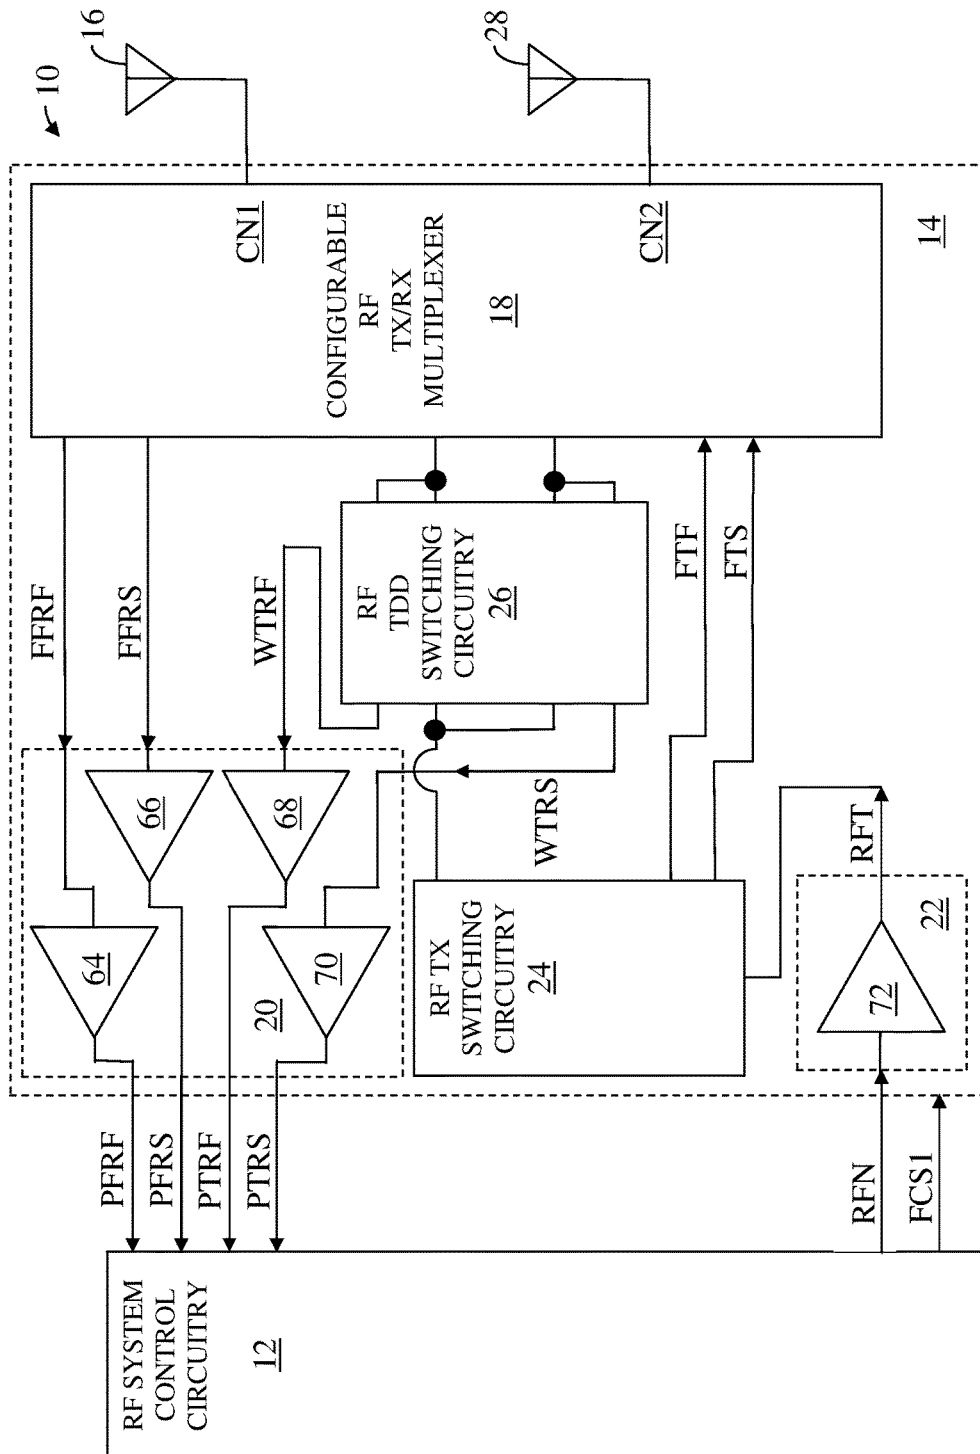 10
16
28
CN1
CONFIGURABLE
RF
TX/RX
MULTIPLEXER
18
CN2
14
FFRF
FFRS
WTRF
RF
TDD
SWITCHING
CIRCUITRY
26
FTF
FTS
64
66
68
70
20
WTRS
RF TX
SWITCHING
CIRCUITRY
24
RFT
22
72
PFRF
PFRS
PTRF
PTRS
RFN
FCS1
RF SYSTEM
CONTROL
CIRCUITRY
12